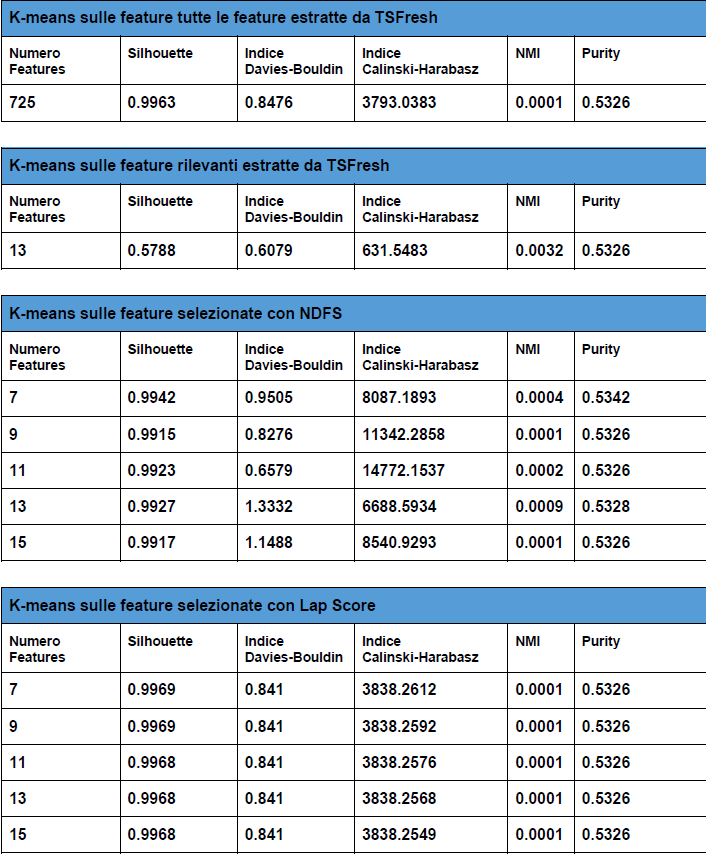 K-means sulle feature tutte le feature estratte da TSFresh
Numero Features Silhouette Indice Davies-Bouldin Indice Calinski-Harabasz NMI Purity
725 0.9963 0.8476 3793.0383 0.0001 0.5326
K-means sulle feature rilevanti estratte da TSFresh
Numero Features Silhouette Indice Davies-Bouldin Indice Calinski-Harabasz NMI Purity
13 0.5788 0.6079 631.5483 0.0032 0.5326
K-means sulle feature selezionate con NDFS
Numero Features Silhouette Indice Davies-Bouldin Indice Calinski-Harabasz NMI Purity
7 0.9942 0.9505 8087.1893 0.0004 0.5342
9 0.9915 0.8276 11342.2858 0.0001 0.5326
11 0.9923 0.6579 14772.1537 0.0002 0.5326
13 0.9927 1.3332 6688.5934 0.0009 0.5328
15 0.9917 1.1488 8540.9293 0.0001 0.5326
K-means sulle feature selezionate con Lap Score
Numero Features Silhouette Indice Davies-Bouldin Indice Calinski-Harabasz NMI Purity
7 0.9969 0.841 3838.2612 0.0001 0.5326
9 0.9969 0.841 3838.2592 0.0001 0.5326
11 0.9968 0.841 3838.2576 0.0001 0.5326
13 0.9968 0.841 3838.2568 0.0001 0.5326
15 0.9968 0.841 3838.2549 0.0001 0.5326